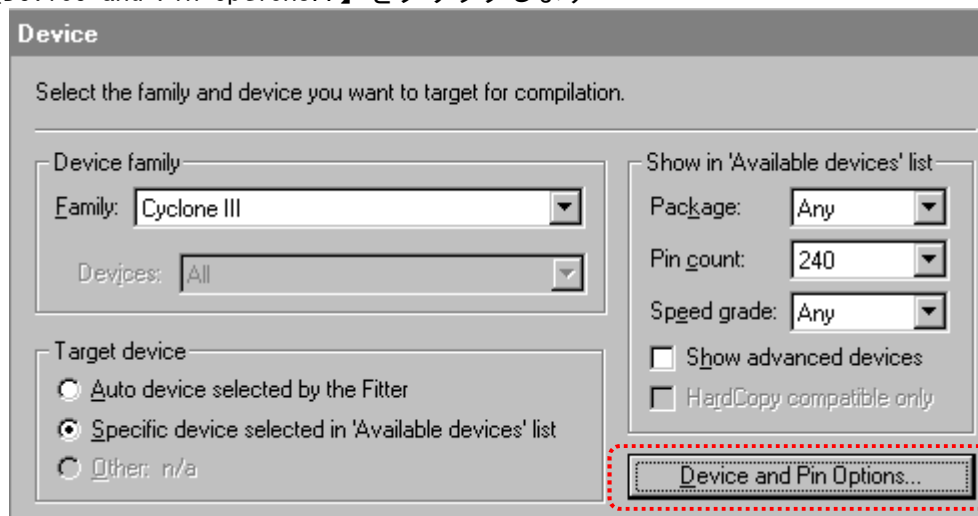 Device
Select the family and device you want to target for compilation.
Device family
Family: Cyclone III
Devices: All
Target device
Auto device selected by the Fitter
Specific device selected in 'Available devices' list
Other: n/a
Show in 'Available devices' list
Package: Any
Pin count: 240
Speed grade: Any
Show advanced devices
HardCopy compatible only
Device and Pin Options...